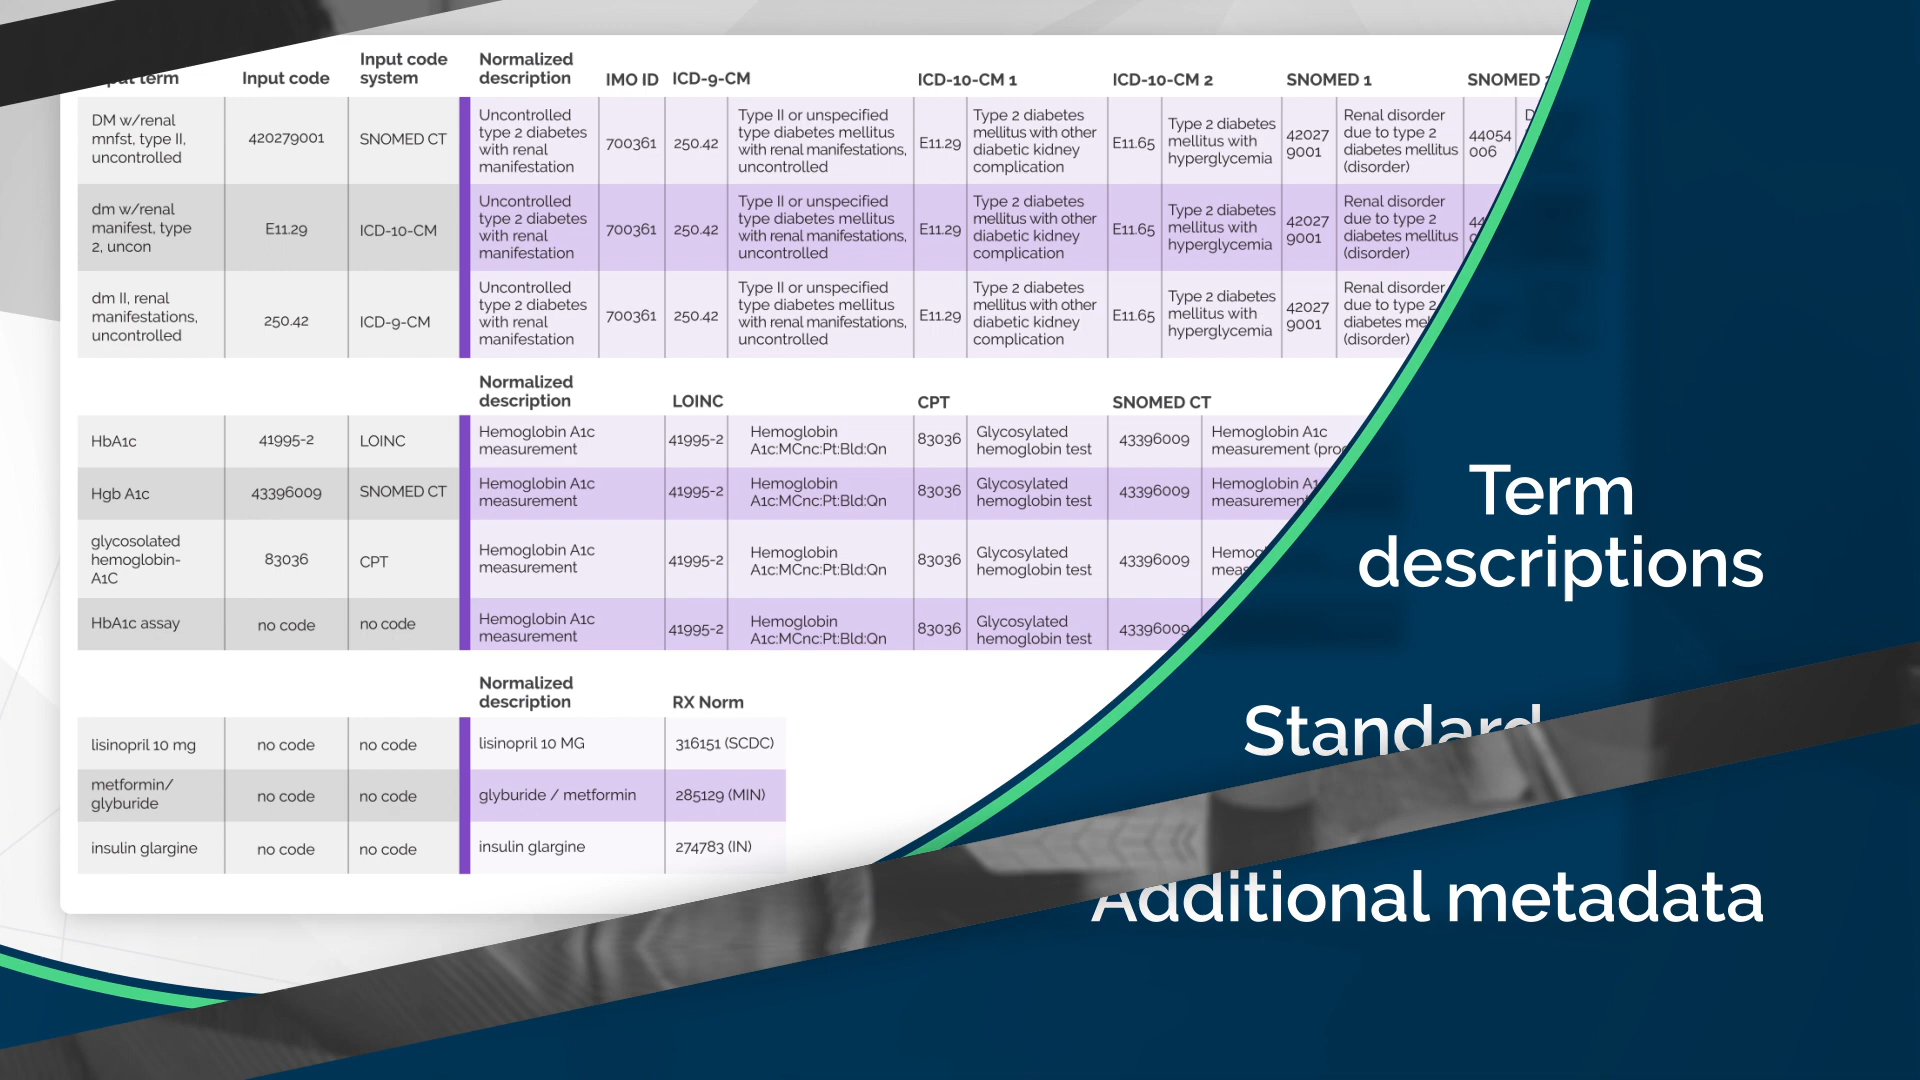 term
Input code
Input code
system
Normalized
description
IMO ID
ICD-9-CM
ICD-10-CM 1
ICD-10-CM 2
SNOMED 1
SNOMED
DM w/renal
mnfst, type II,
uncontrolled
420279001
SNOMED CT
Uncontrolled
type 2 diabetes
with renal
manifestation
700361
250.42
Type II or unspecified
type diabetes mellitus
with renal manifestations,
uncontrolled
E11.29
Type 2 diabetes
mellitus with other
diabetic kidney
complication
E11.65
Type 2 diabetes
mellitus with
hyperglycemia
42027
9001
Renal disorder
due to type 2
diabetes mellitus
(disorder)
44054
006
dm w/renal
manifest, type
2, uncon
E11.29
ICD-10-CM
Uncontrolled
type 2 diabetes
with renal
manifestation
700361
250.42
Type II or unspecified
type diabetes mellitus
with renal manifestations,
uncontrolled
E11.29
Type 2 diabetes
mellitus with other
diabetic kidney
complication
E11.65
Type 2 diabetes
mellitus with
hyperglycemia
42027
9001
Renal disorder
due to type 2
diabetes mellitus
(disorder)
dm II, renal
manifestations,
uncontrolled
250.42
ICD-9-CM
Uncontrolled
type 2 diabetes
with renal
manifestation
700361
250.42
Type II or unspecified
type diabetes mellitus
with renal manifestations,
uncontrolled
E11.29
Type 2 diabetes
mellitus with other
diabetic kidney
complication
E11.65
Type 2 diabetes
mellitus with
hyperglycemia
42027
9001
Renal disorder
due to type 2
diabetes
(disorder)
Normalized
description
LOINC
CPT
SNOMED CT
HbA1c
41995-2
LOINC
Hemoglobin A1c
measurement
41995-2
Hemoglobin
A1c:MCnc:Pt:Bld:Qn
83036
Glycosylated
hemoglobin test
43396009
Hemoglobin A1c
measurement
Hgb A1c
43396009
SNOMED CT
Hemoglobin A1c
measurement
41995-2
Hemoglobin
A1c:MCnc:Pt:Bld:Qn
83036
Glycosylated
hemoglobin test
43396009
Hemoglobin
measurement
glycosolated
hemoglobin-
A1C
83036
CPT
Hemoglobin A1c
measurement
41995-2
Hemoglobin
A1c:MCnc:Pt:Bld:Qn
83036
Glycosylated
hemoglobin test
43396009
HbA1c assay
no code
no code
Hemoglobin A1c
measurement
41995-2
Hemoglobin
A1c:MCnc:Pt:Bld:Qn
83036
Glycosylated
hemoglobin test
43396009
Normalized
description
RX Norm
lisinopril 10 mg
no code
no code
lisinopril 10 MG
316151 (SCDC)
metformin/
glyburide
no code
no code
glyburide / metformin
285129 (MIN)
insulin glargine
no code
no code
insulin glargine
274783 (IN)
Term
descriptions
Standard
Additional metadata